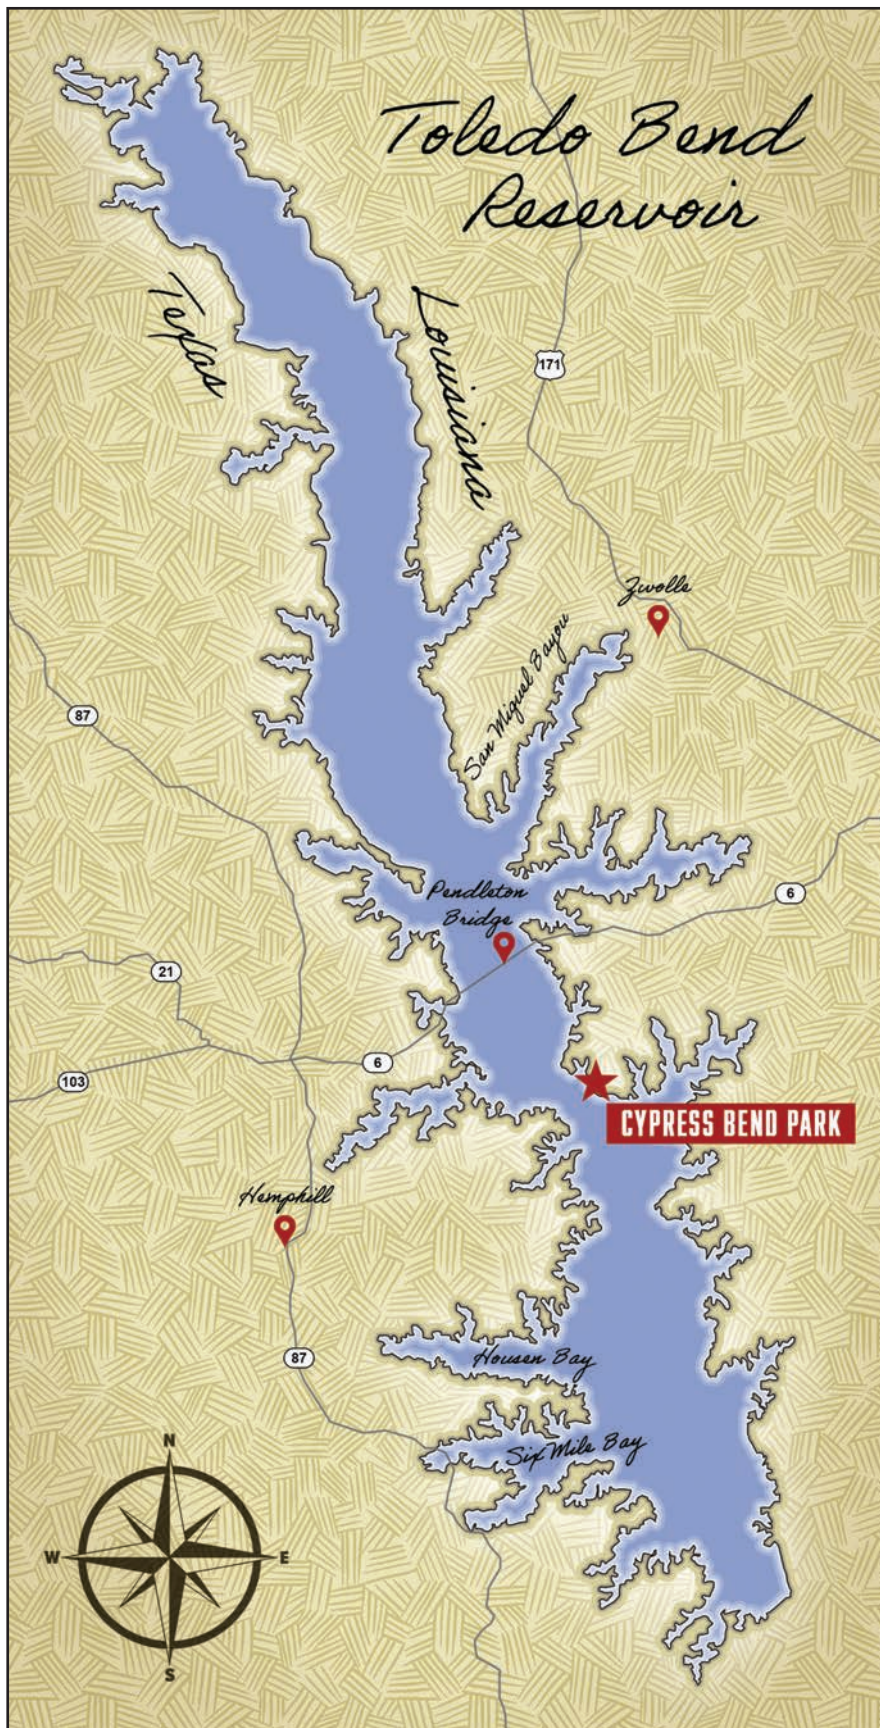 Toledo Bend
Reservoir
Texas
Louisiana
171
Zwolle
San Miguel Bayou
87
Pendleton
Bridge
6
21
6
103
CYPRESS BEND PARK
Hemphill
87
Housen Bay
Six Mile Bay
N
W
E
S